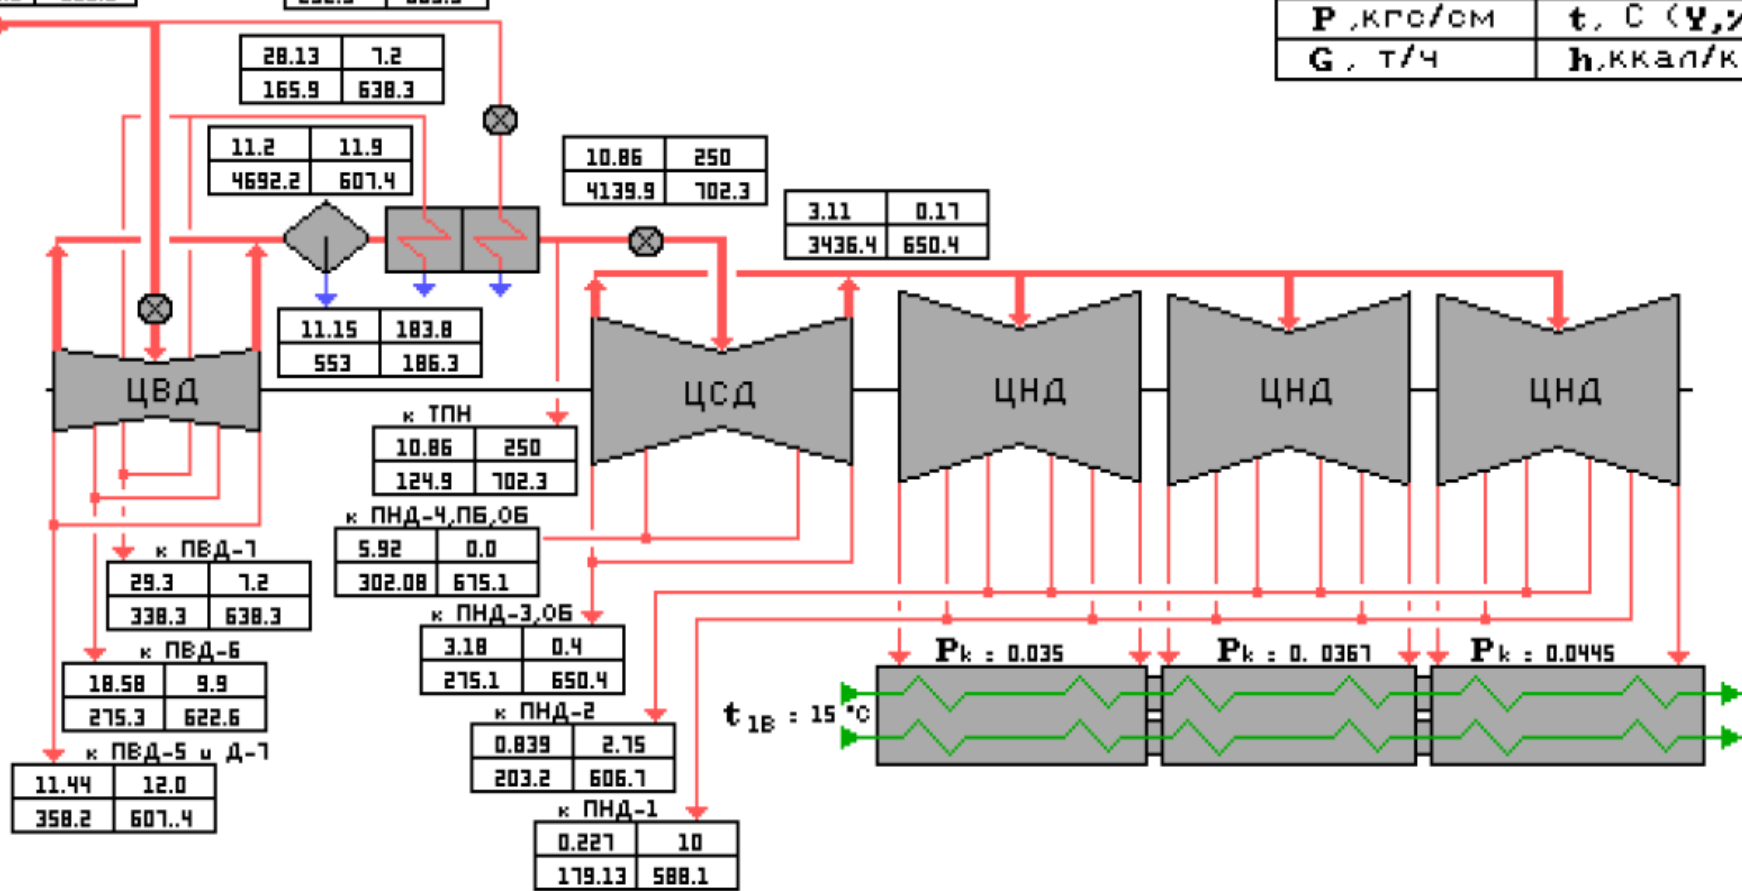 P ,кгс/см t, С (Y,%
G , т/ч h,ккал/к
28.13 7.2
165.9 638.3
11.2 11.9
4692.2 607.4
10.86 250
4139.9 702.3
3.11 0.17
3436.4 650.4
11.15 183.8
553 186.3
ЦВД
ЦСД
ЦНД
ЦНД
ЦНД
к ТПН
10.86 250
124.9 702.3
к ПНД-4,ПБ,ОБ
5.92 0.0
302.08 675.1
к ПВД-7
29.3 7.2
338.3 638.3
к ПНД-3,ОБ
3.18 0.4
275.1 650.4
к ПВД-6
18.58 9.9
275.3 622.6
Pk : 0.035
Pk : 0. 0367
Pk : 0.0445
t 1В : 15 °С
к ПНД-2
0.839 2.75
203.2 606.7
к ПВД-5 и Д-7
11.44 12.0
358.2 607..4
к ПНД-1
0.227 10
179.13 588.1